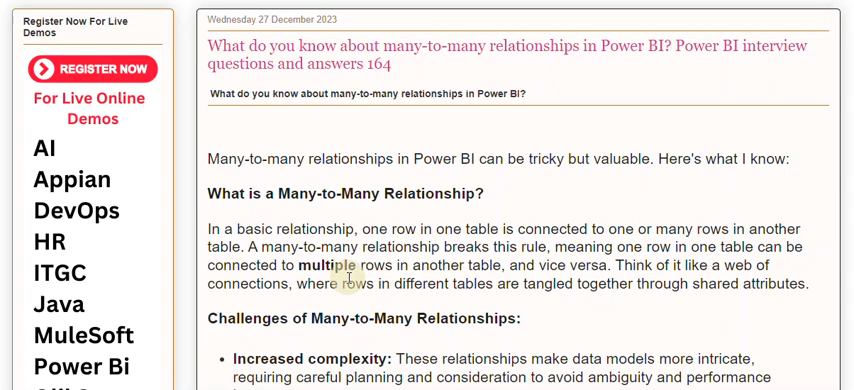 Register Now For Live
Demos
REGISTER NOW
For Live Online
Demos
AI
Appian
DevOps
HR
ITGC
Java
MuleSoft
Power Bi
Wednesday 27 December 2023
What do you know about many-to-many relationships in Power BI? Power BI interview
questions and answers 164
What do you know about many-to-many relationships in Power BI?
Many-to-many relationships in Power BI can be tricky but valuable. Here's what I know:
What is a Many-to-Many Relationship?
In a basic relationship, one row in one table is connected to one or many rows in another
table. A many-to-many relationship breaks this rule, meaning one row in one table can be
connected to multiple rows in another table, and vice versa. Think of it like a web of
connections, where rows in different tables are tangled together through shared attributes.
Challenges of Many-to-Many Relationships:
• Increased complexity: These relationships make data models more intricate,
requiring careful planning and consideration to avoid ambiguity and performance